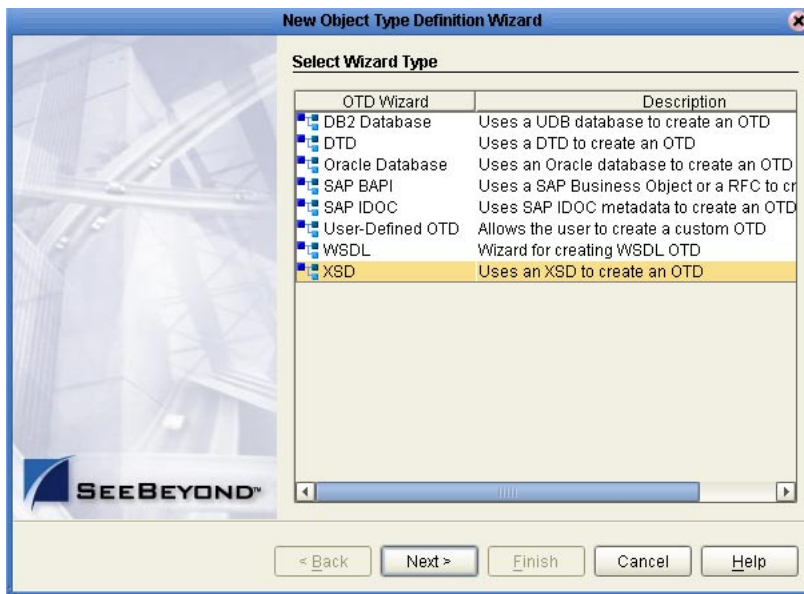 New Object Type Definition Wizard
Select Wizard Type
OTD Wizard Description
DB2 Database Uses a UDB database to create an OTD
DTD Uses a DTD to create an OTD
Oracle Database Uses an Oracle database to create an OTD
SAP BAPI Uses a SAP Business Object or a RFC to cr
SAP IDOC Uses SAP IDOC metadata to create an OTD
User-Defined OTD Allows the user to create a custom OTD
WSDL Wizard for creating WSDL OTD
XSD Uses an XSD to create an OTD
SEEBEYOND™
< Back Next > Finish Cancel Help